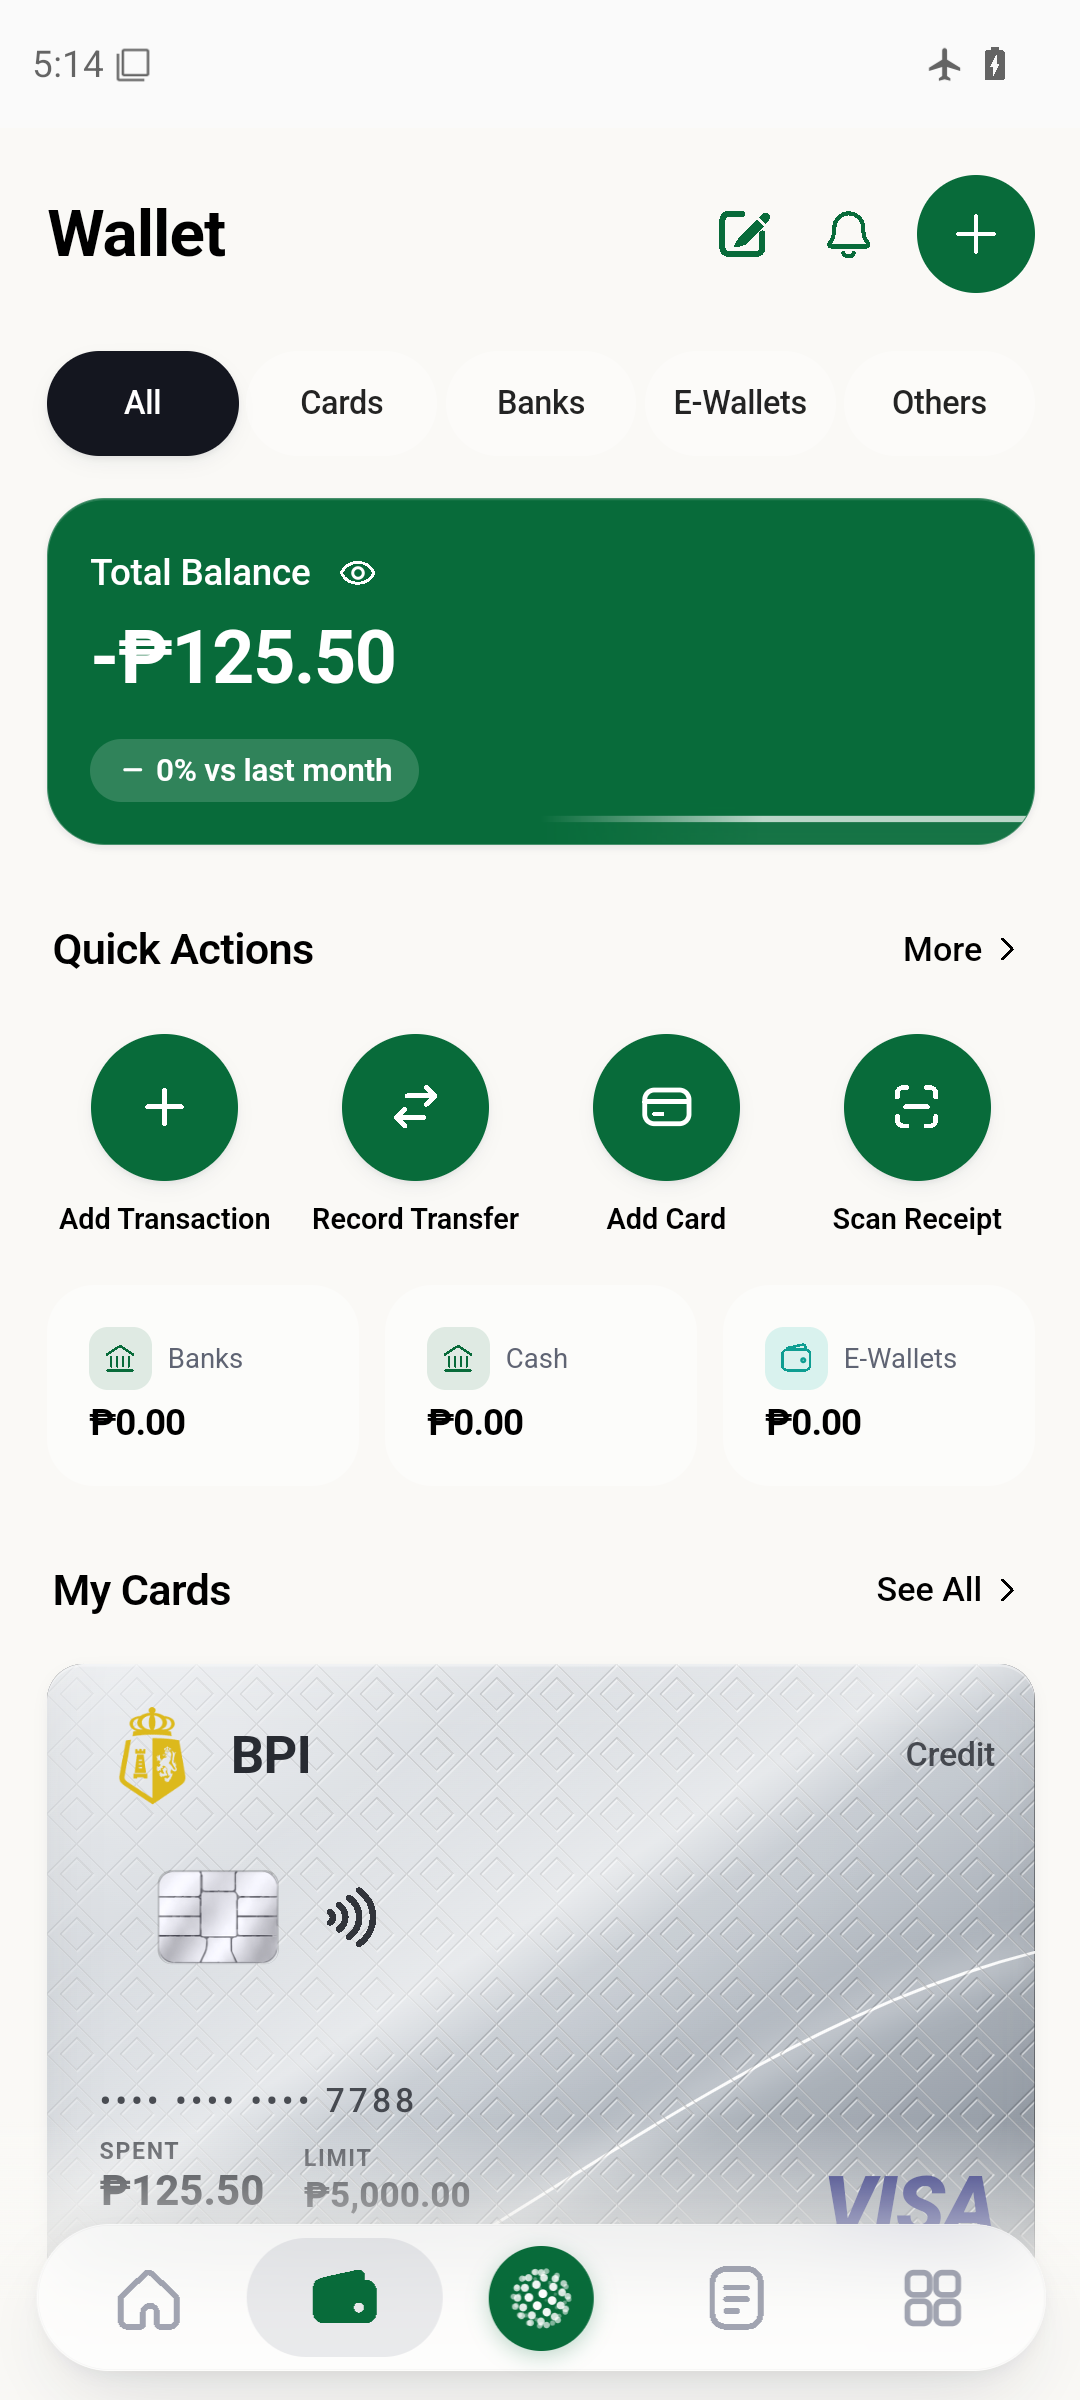 5:14
Wallet
All
Cards
Banks
E-Wallets
Others
Total Balance
-₱125.50
— 0% vs last month
Quick Actions
More
Add Transaction
Record Transfer
Add Card
Scan Receipt
Banks
₱0.00
Cash
₱0.00
E-Wallets
₱0.00
My Cards
See All
BPI
Credit
•••• •••• •••• 7788
SPENT
₱125.50
LIMIT
₱5,000.00
VISA